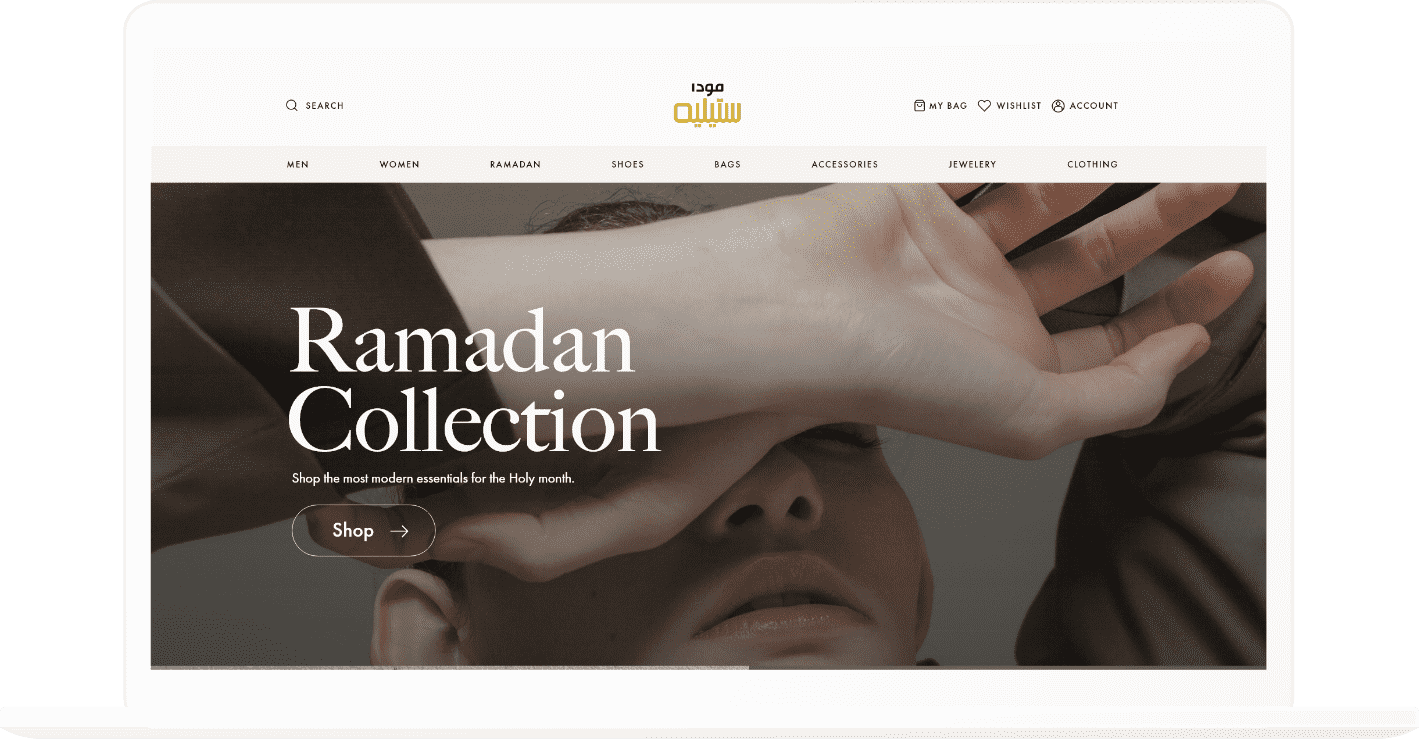 SEARCH
مودا
ستيليه
MY BAG
WISHLIST
ACCOUNT
MEN
WOMEN
RAMADAN
SHOES
BAGS
ACCESSORIES
JEWELERY
CLOTHING
Ramadan
Collection
Shop the most modern essentials for the Holy month.
Shop